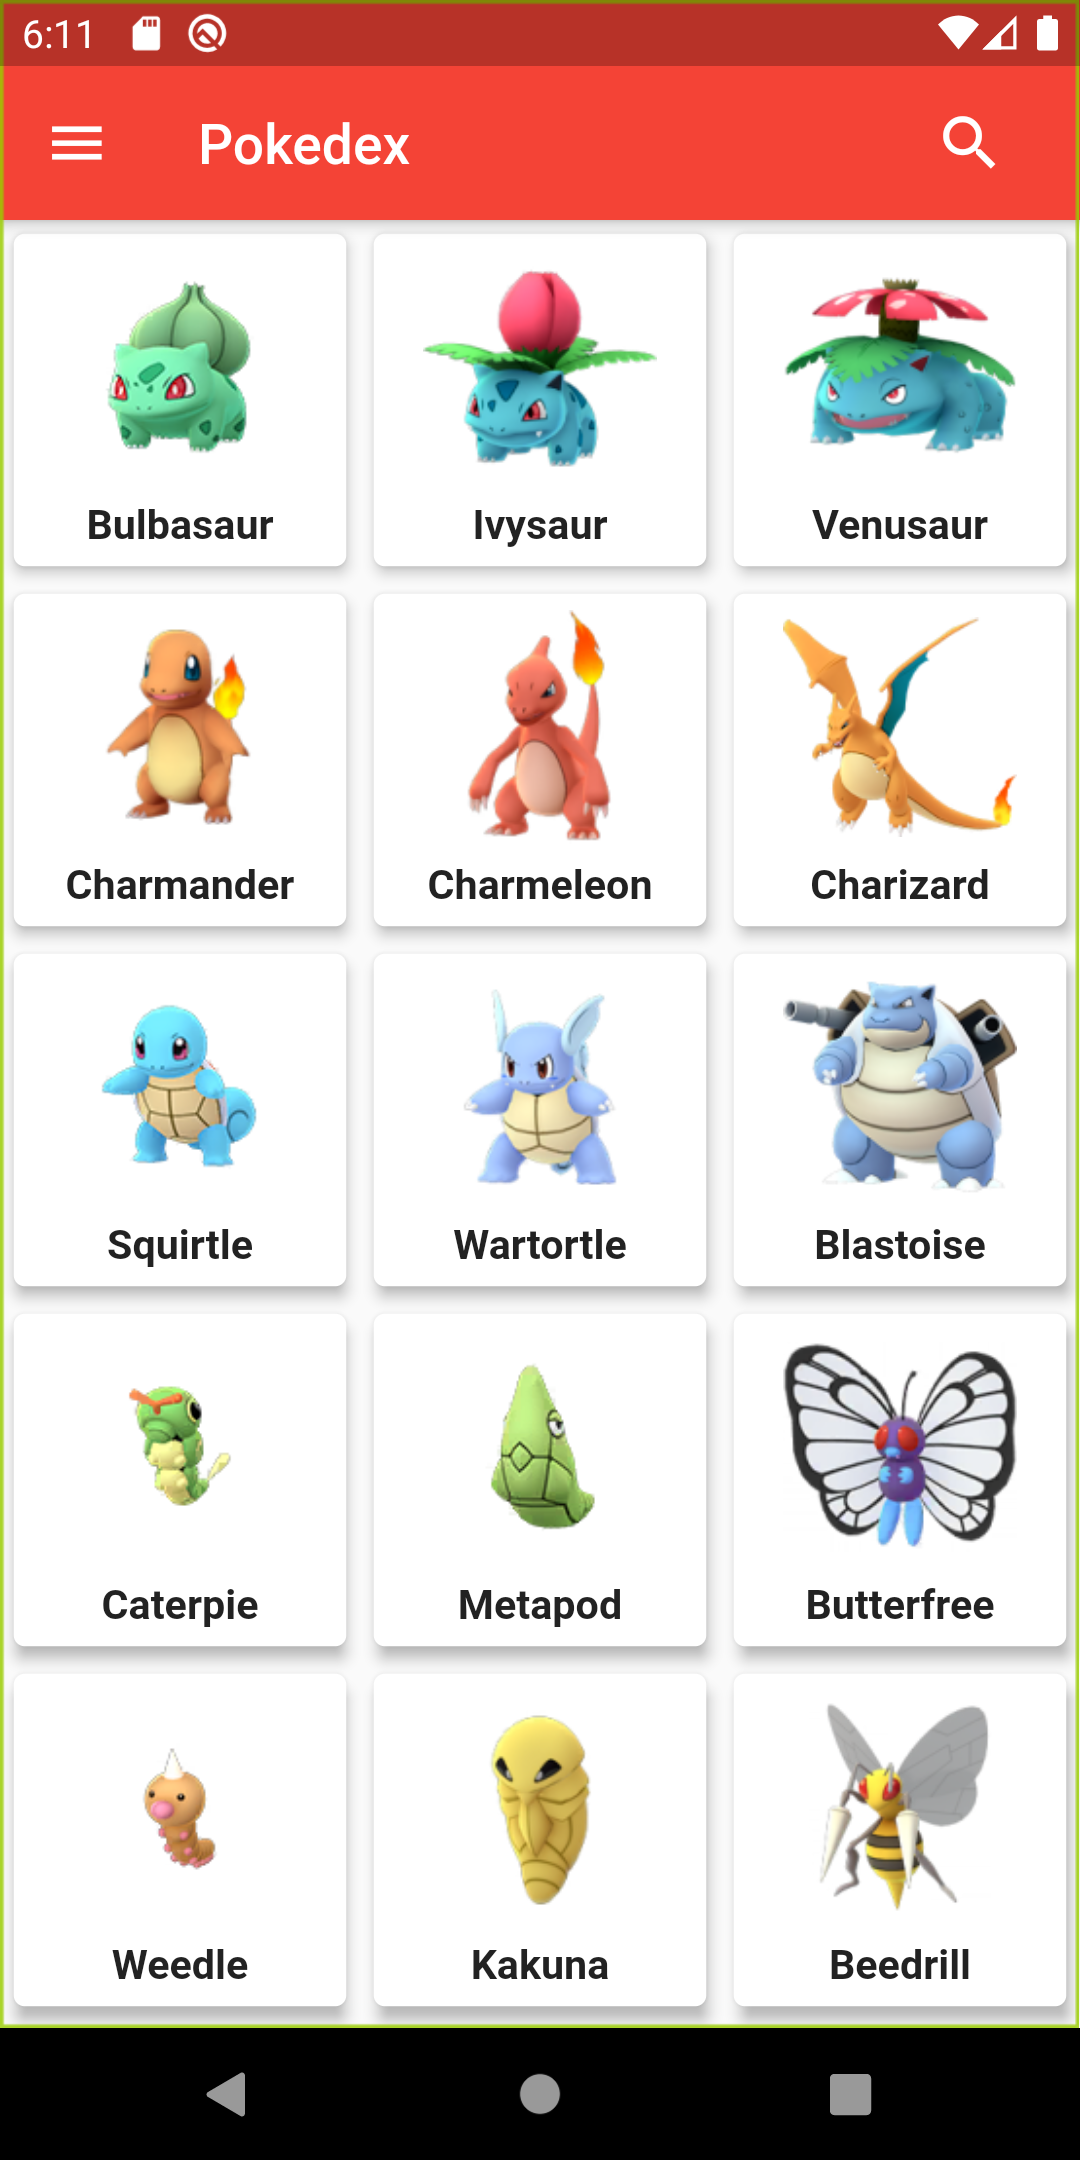 6:11
Pokedex
Bulbasaur Ivysaur Venusaur
Charmander Charmeleon Charizard
Squirtle Wartortle Blastoise
Caterpie Metapod Butterfree
Weedle Kakuna Beedrill